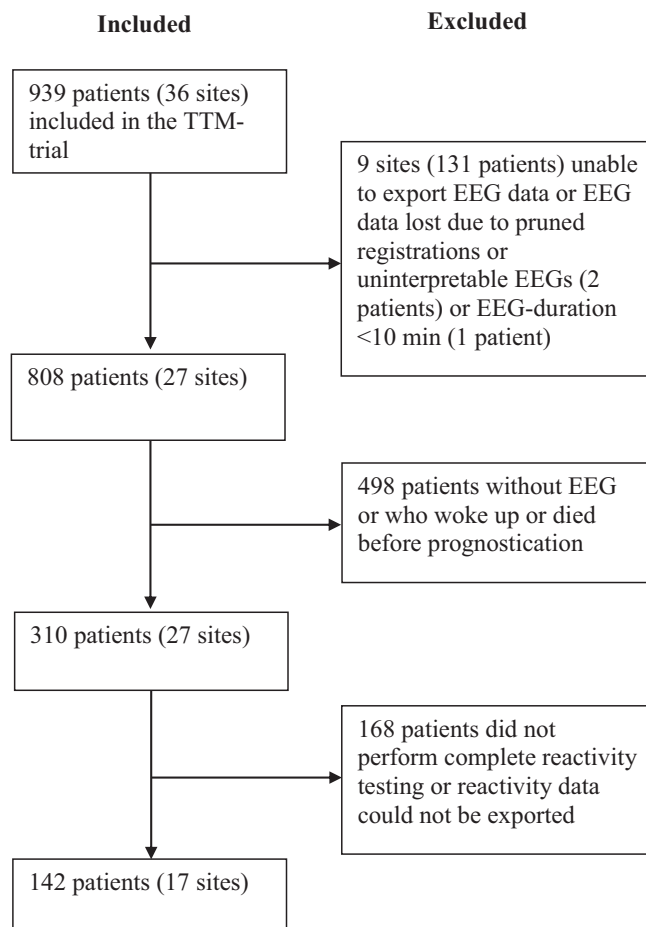 Included
Excluded
939 patients (36 sites)
included in the TTM-
trial
9 sites (131 patients) unable
to export EEG data or EEG
data lost due to pruned
registrations or
uninterpretable EEGs (2
patients) or EEG-duration
<10 min (1 patient)
808 patients (27 sites)
498 patients without EEG
or who woke up or died
before prognostication
310 patients (27 sites)
168 patients did not
perform complete reactivity
testing or reactivity data
could not be exported
142 patients (17 sites)